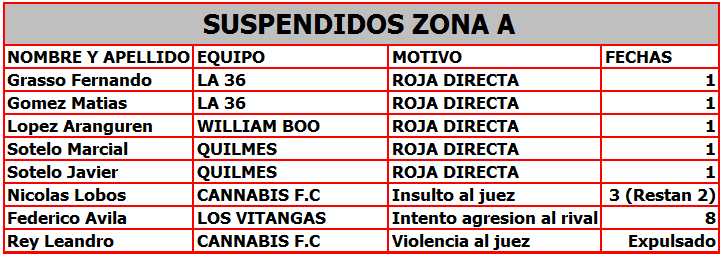 SUSPENDIDOS ZONA A
NOMBRE Y APELLIDO EQUIPO MOTIVO FECHAS
Grasso Fernando LA 36 ROJA DIRECTA 1
Gomez Matias LA 36 ROJA DIRECTA 1
Lopez Aranguren WILLIAM BOO ROJA DIRECTA 1
Sotelo Marcial QUILMES ROJA DIRECTA 1
Sotelo Javier QUILMES ROJA DIRECTA 1
Nicolas Lobos CANNABIS F.C Insulto al juez 3 (Restan 2)
Federico Avila LOS VITANGAS Intento agresion al rival 8
Rey Leandro CANNABIS F.C Violencia al juez Expulsado